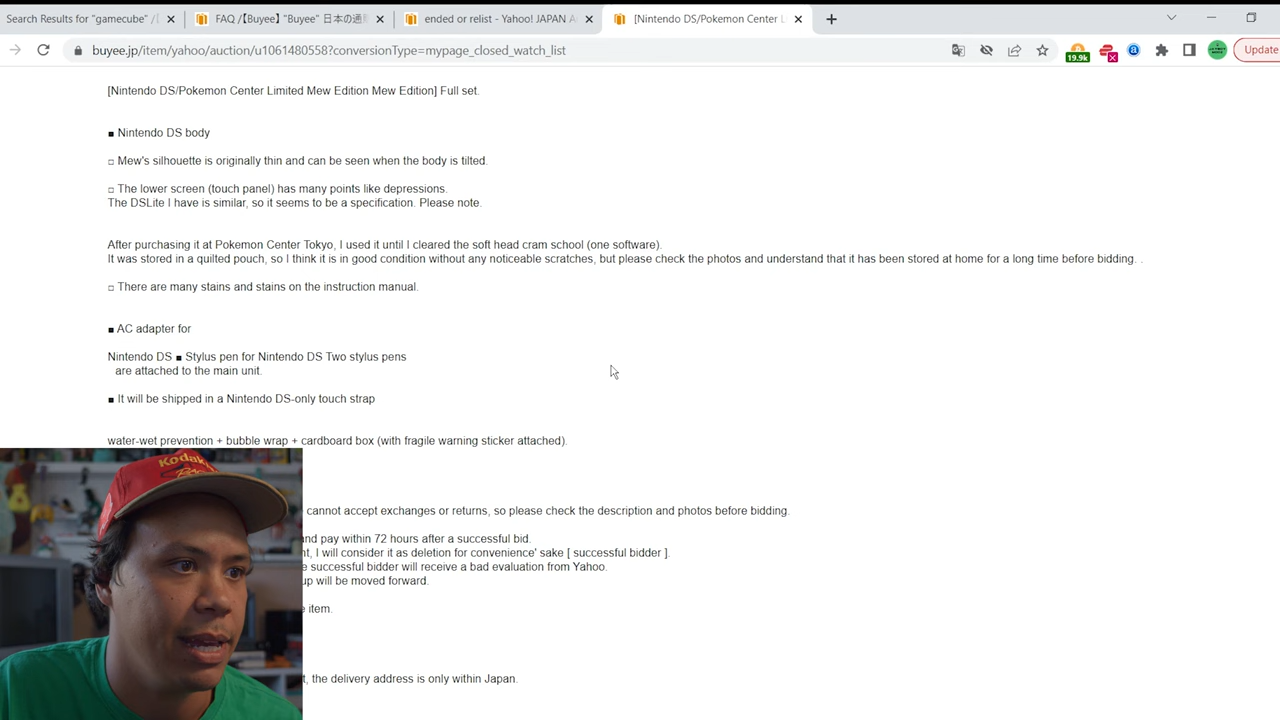 Search Results for "gamecube" /【
FAQ /【Buyee】 "Buyee" 日本の通販
ended or relist - Yahoo! JAPAN A
[Nintendo DS/Pokemon Center L
buyee.jp/item/yahoo/auction/u1061480558?conversionType=mypage_closed_watch_list
19.9k
Update
[Nintendo DS/Pokemon Center Limited Mew Edition Mew Edition] Full set.
■ Nintendo DS body
□ Mew's silhouette is originally thin and can be seen when the body is tilted.
□ The lower screen (touch panel) has many points like depressions.
The DSLite I have is similar, so it seems to be a specification. Please note.
After purchasing it at Pokemon Center Tokyo, I used it until I cleared the soft head cram school (one software).
It was stored in a quilted pouch, so I think it is in good condition without any noticeable scratches, but please check the photos and understand that it has been stored at home for a long time before bidding. .
□ There are many stains and stains on the instruction manual.
■ AC adapter for
Nintendo DS ■ Stylus pen for Nintendo DS Two stylus pens
are attached to the main unit.
■ It will be shipped in a Nintendo DS-only touch strap
water-wet prevention + bubble wrap + cardboard box (with fragile warning sticker attached).
cannot accept exchanges or returns, so please check the description and photos before bidding.
and pay within 72 hours after a successful bid.
I will consider it as deletion for convenience' sake [ successful bidder ].
successful bidder will receive a bad evaluation from Yahoo.
up will be moved forward.
item.
the delivery address is only within Japan.
Kodak